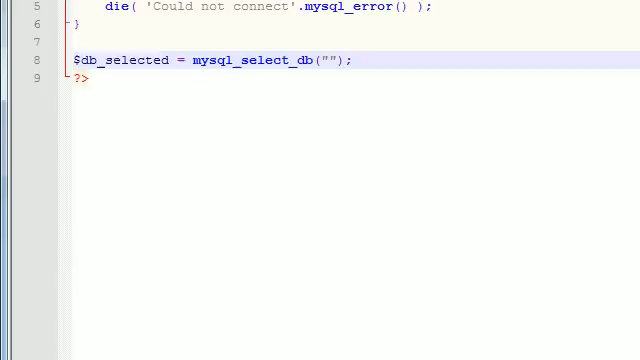 5 die( 'Could not connect'.mysql_error() );
6 }
7
8 $db_selected = mysql_select_db("");
9 ?>